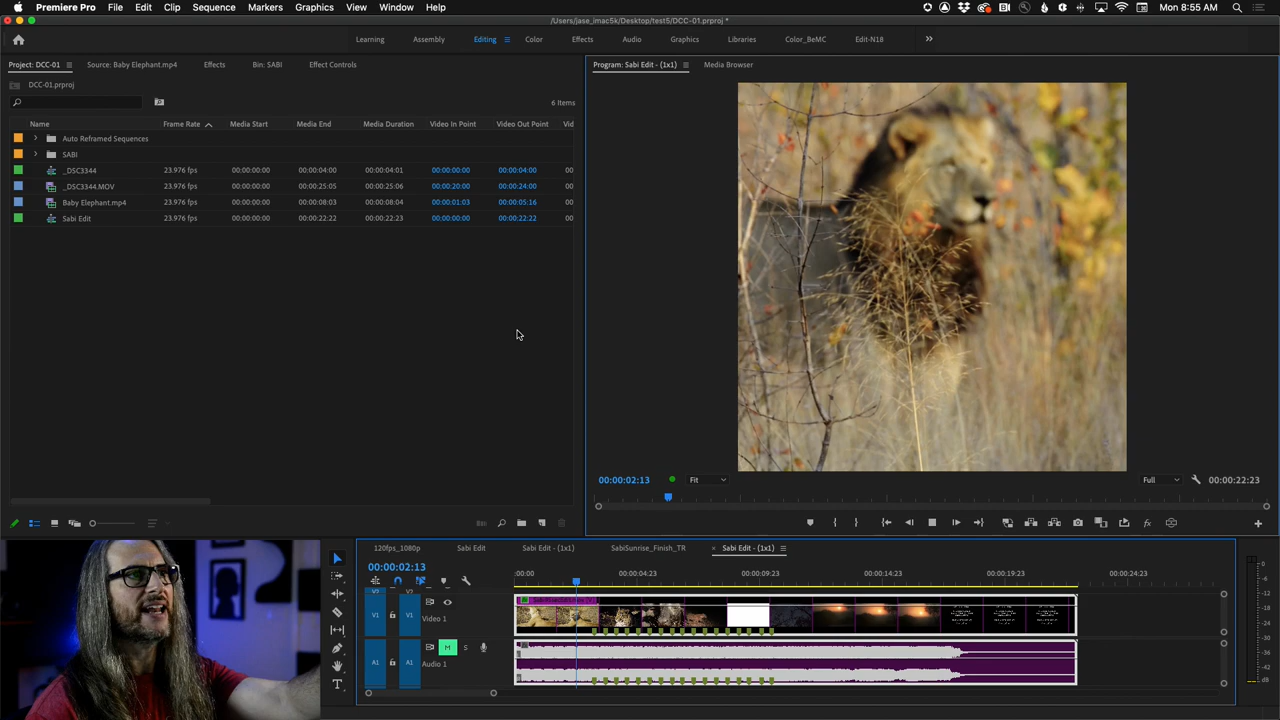 Premiere Pro File Edit Clip Sequence Markers Graphics View Window Help Mon 8:55 AM
/Users/jase_imac5k/Desktop/test5/DCC-01.prproj *
Learning Assembly Editing Effects Color Effects Audio Graphics Libraries Color_BeMC Edit-N18
Project: DCC-01 Source: Baby Elephant.mp4 Effects Bin: SABI Effect Controls Program: Sabi Edit - (1x1) Media Browser
DCC-01.prproj
6 Items
Name Frame Rate Media Start Media End Media Duration Video In Point Video Out Point Vid
Auto Reframed Sequences
SABI
_DSC3344 23.976 fps 00:00:00:00 00:00:04:00 00:00:04:01 00:00:00:00 00:00:04:00 00
_DSC3344.MOV 23.976 fps 00:00:00:00 00:00:25:05 00:00:25:06 00:00:20:00 00:00:24:00 00
Baby Elephant.mp4 23.976 fps 00:00:00:00 00:00:08:03 00:00:08:04 00:00:01:03 00:00:05:16 00
Sabi Edit 23.976 fps 00:00:00:00 00:00:22:22 00:00:22:23 00:00:00:00 00:00:22:22 00
00:00:02:13 Fit Full 00:00:22:23
120fps_1080p Sabi Edit Sabi Edit - (1x1) SabiSunrise_Finish_TR × Sabi Edit - (1x1)
00:00:02:13
:00:00 00:00:04:23 00:00:09:23 00:00:14:23 00:00:19:23 00:00:24:23
V1 V1 Video 1
A1 A1 M S Audio 1
0
-6
-12
-18
-24
-30
-36
-42